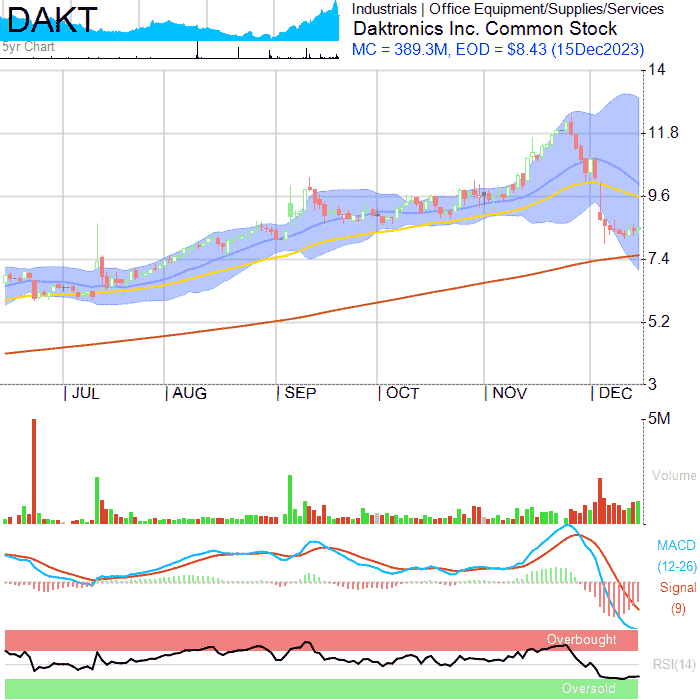 DAKT
5yr Chart
Industrials | Office Equipment/Supplies/Services
Daktronics Inc. Common Stock
MC = 389.3M, EOD = $8.43 (15Dec2023)
14
11.8
9.6
7.4
5.2
3
| JUL | AUG | SEP | OCT | NOV | DEC
5M
Volume
MACD
(12-26)
Signal
(9)
Overbought
RSI(14)
Oversold